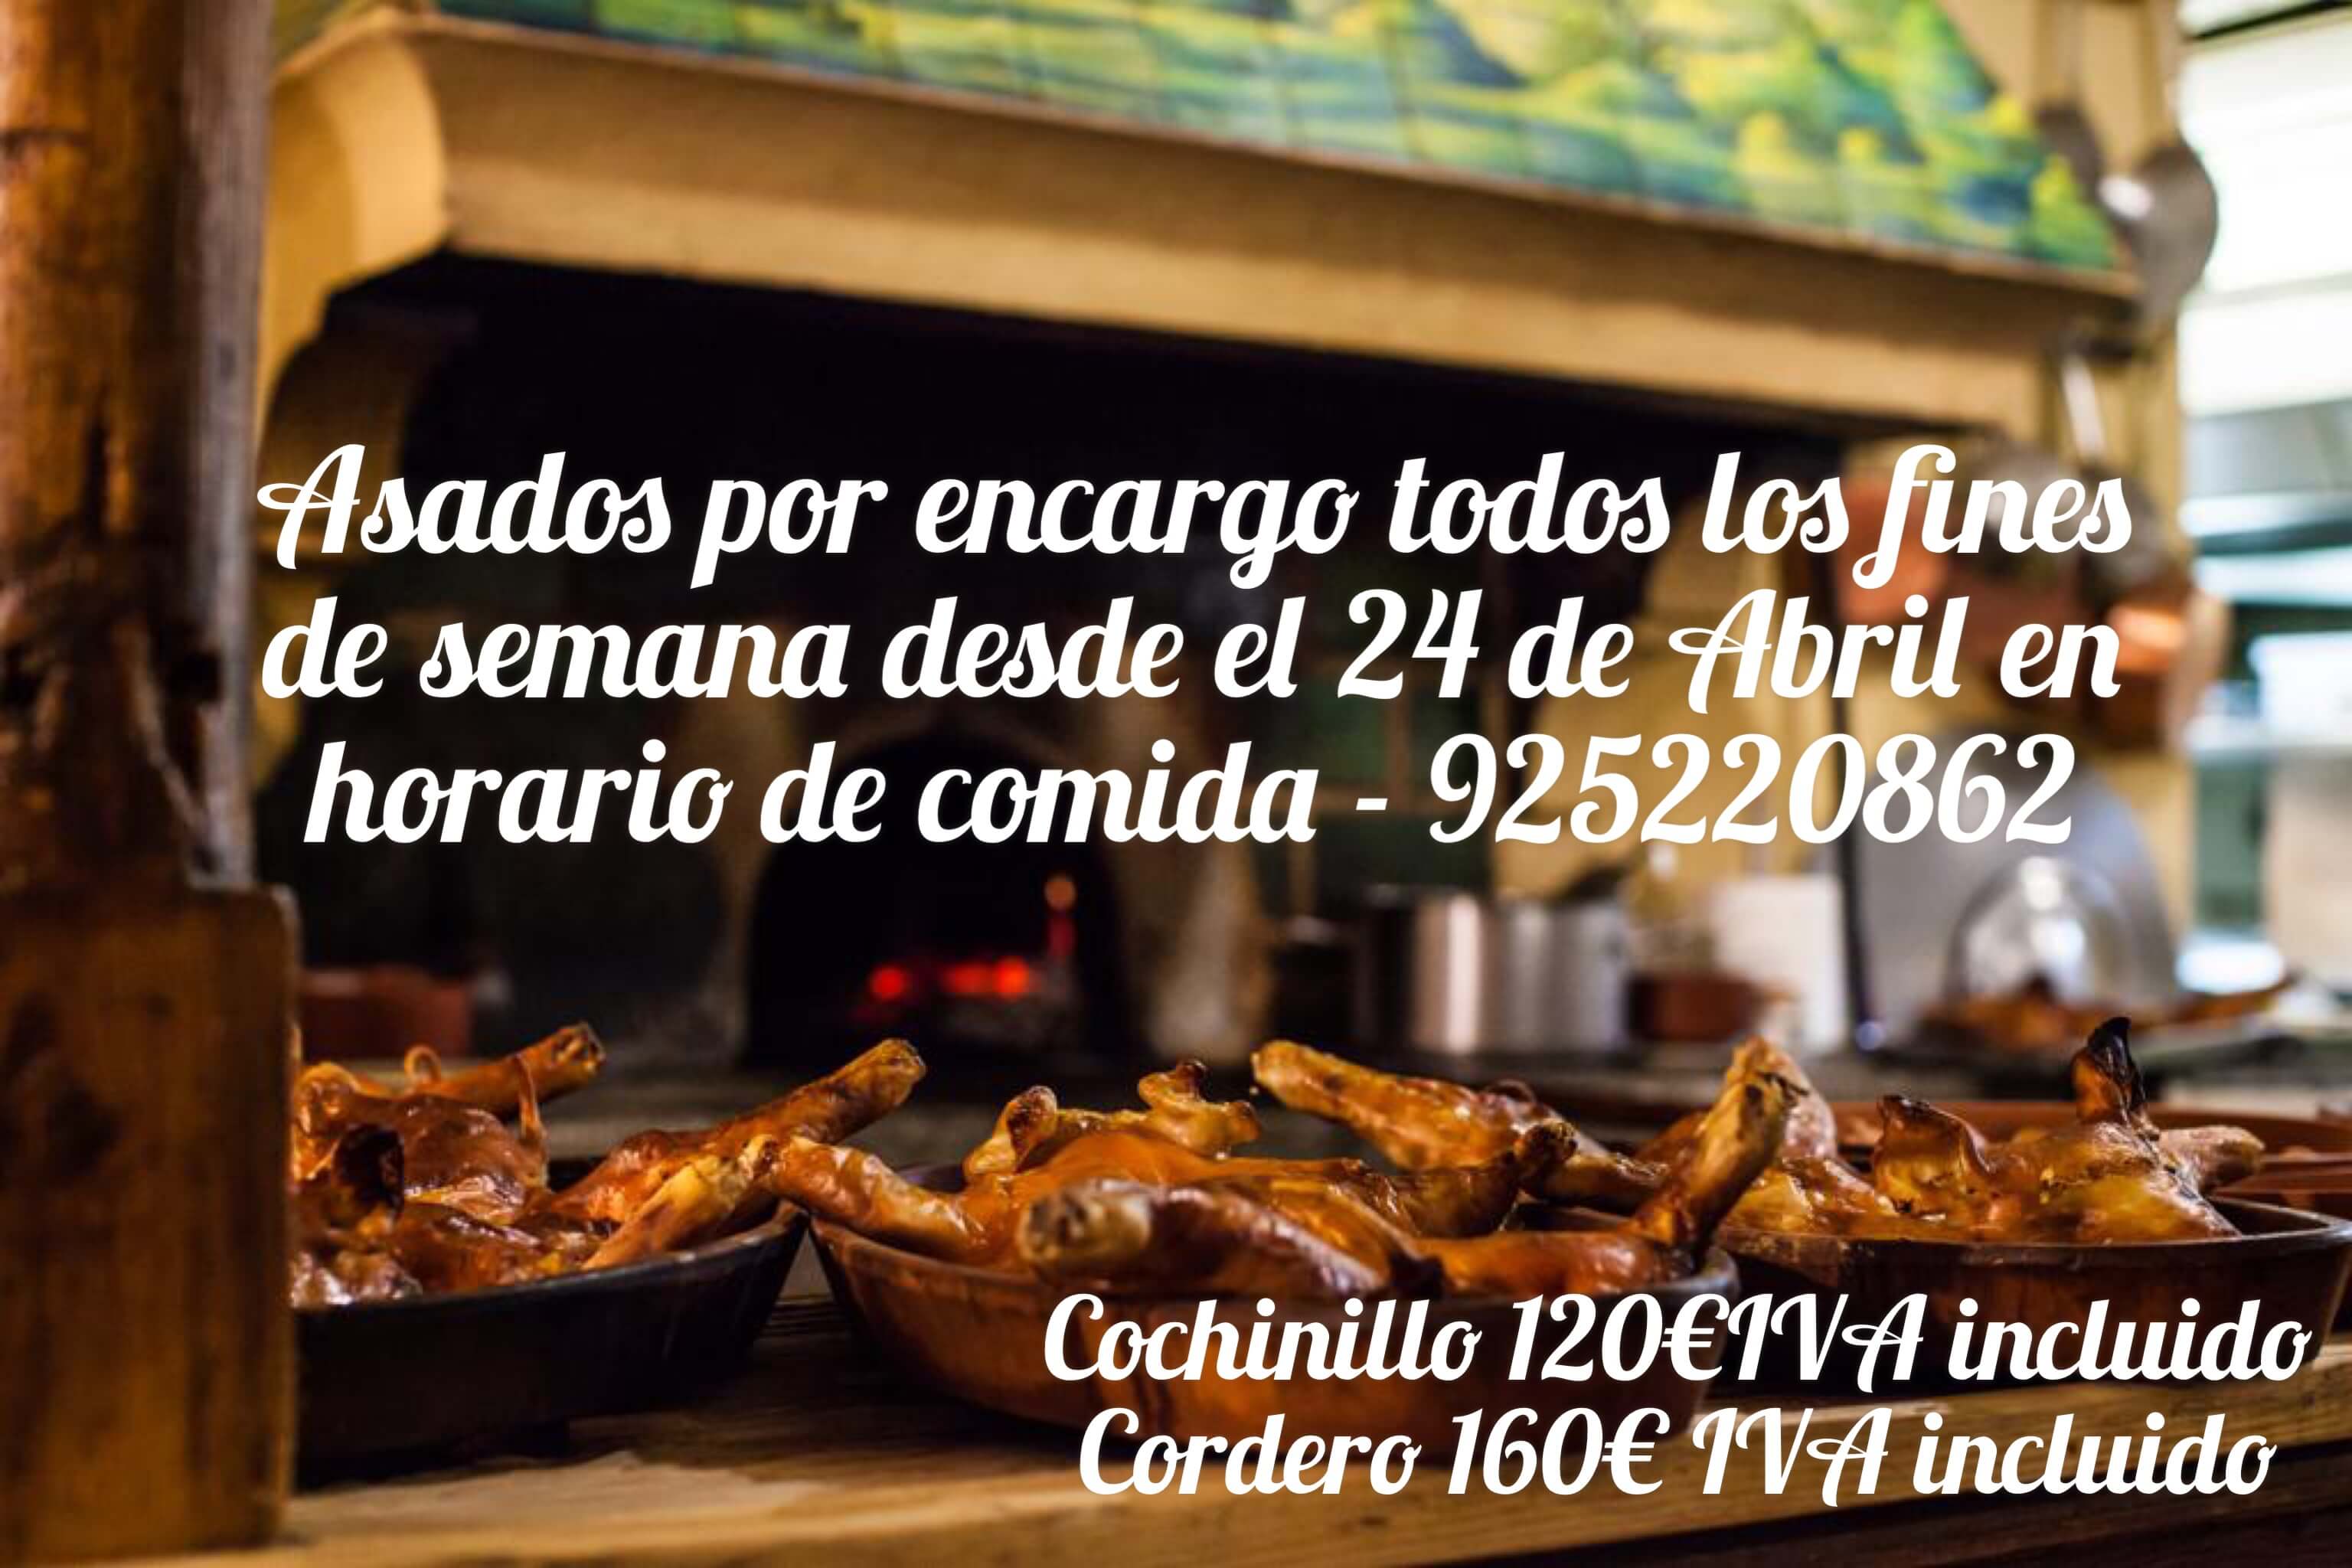 Asados por encargo todos los fines
de semana desde el 24 de Abril en
horario de comida - 925220862
Cochinillo 120€IVA incluido
Cordero 160€ IVA incluido